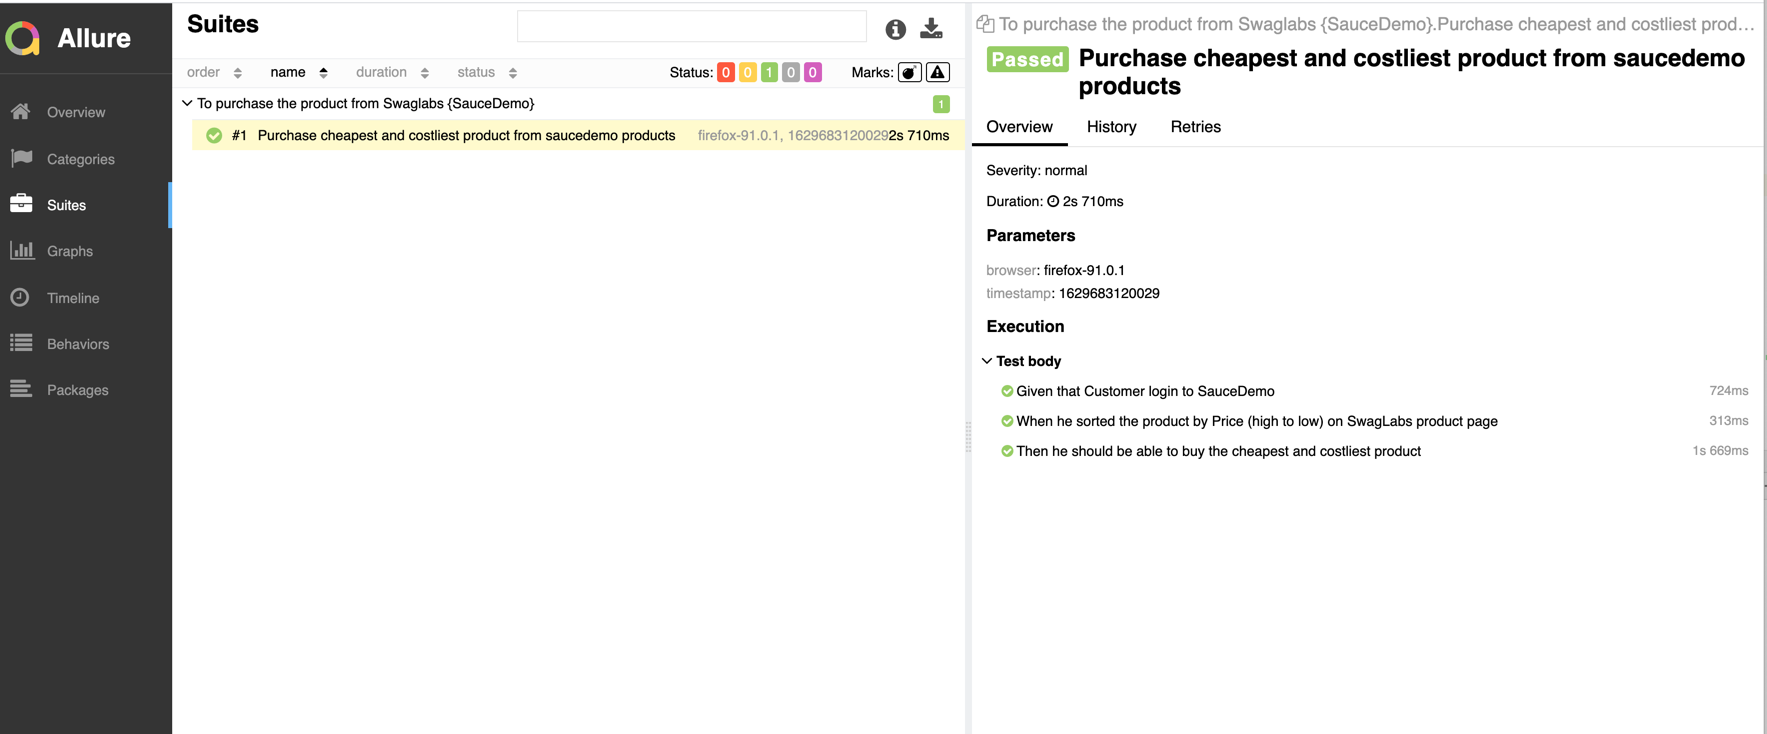 Allure
Overview
Categories
Suites
Graphs
Timeline
Behaviors
Packages
Suites
order name duration status Status: 0 0 1 0 0 Marks:
To purchase the product from Swaglabs {SauceDemo} 1
#1 Purchase cheapest and costliest product from saucedemo products firefox-91.0.1, 1629683120029 2s 710ms
To purchase the product from Swaglabs {SauceDemo}.Purchase cheapest and costliest prod…
Passed Purchase cheapest and costliest product from saucedemo
products
Overview History Retries
Severity: normal
Duration: 2s 710ms
Parameters
browser: firefox-91.0.1
timestamp: 1629683120029
Execution
Test body
Given that Customer login to SauceDemo 724ms
When he sorted the product by Price (high to low) on SwagLabs product page 313ms
Then he should be able to buy the cheapest and costliest product 1s 669ms